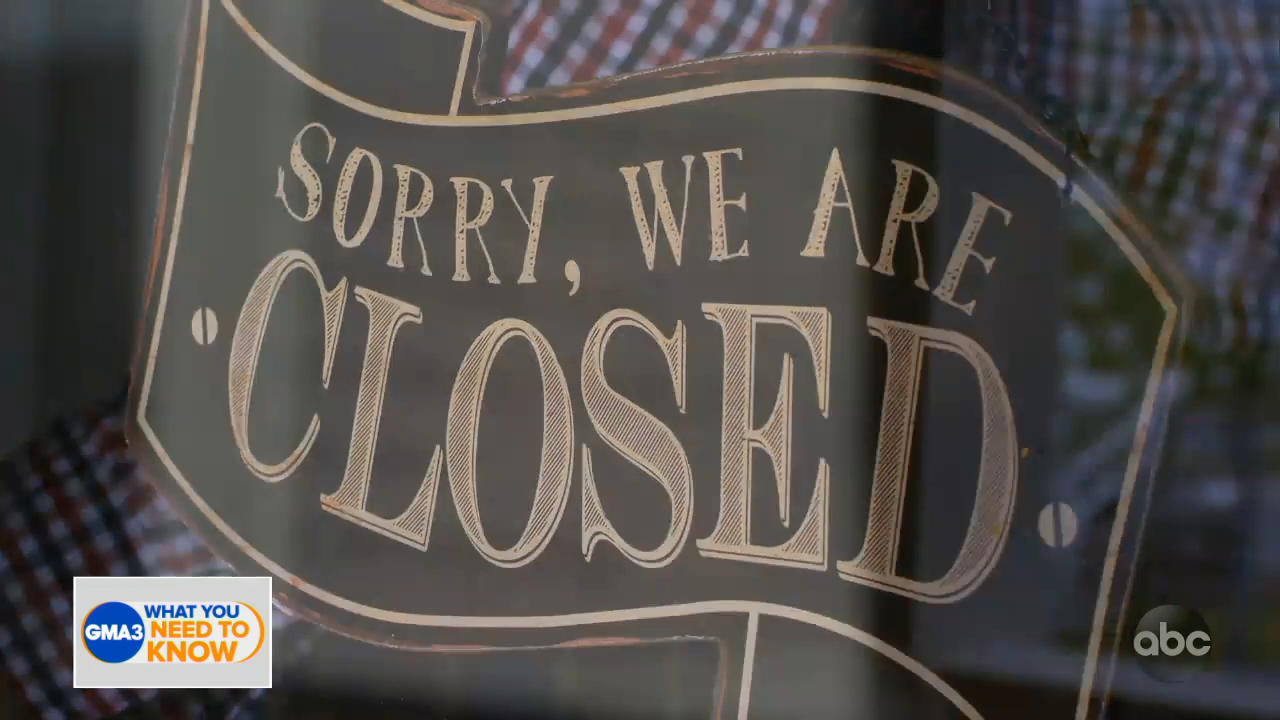 SORRY, WE ARE
CLOSED
GMA3
WHAT YOU
NEED TO
KNOW
abc